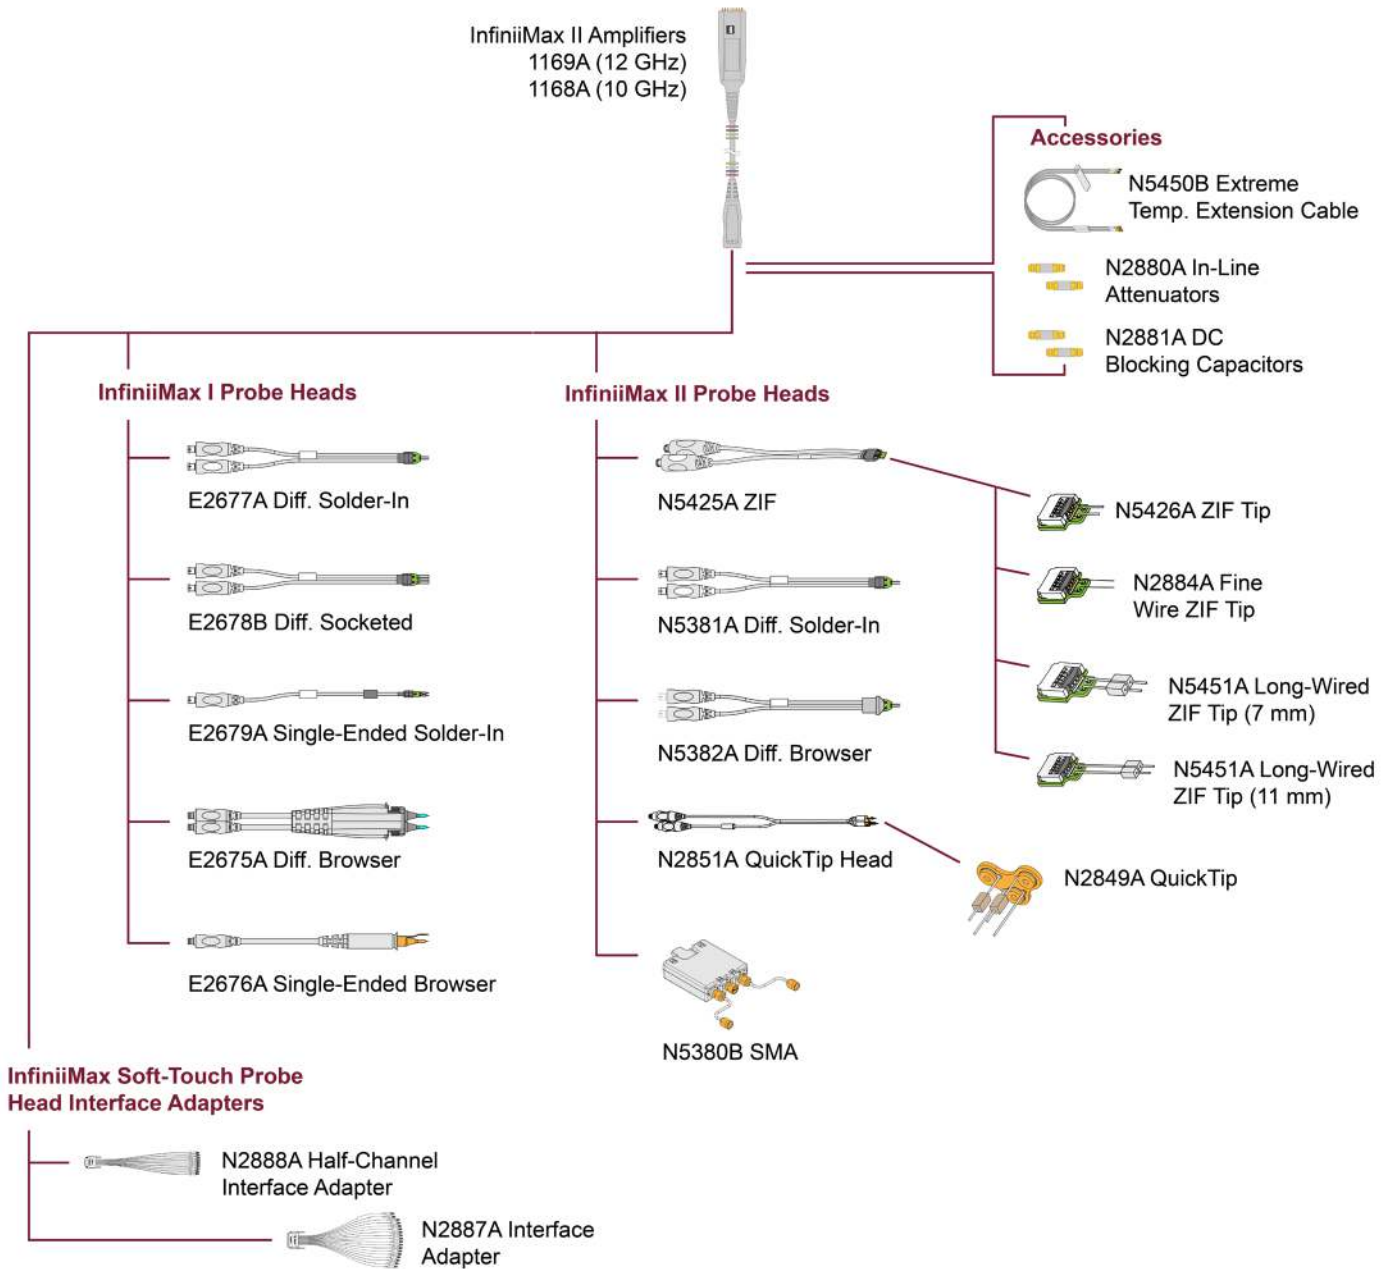 InfiniiMax II Amplifiers
1169A (12 GHz)
1168A (10 GHz)
Accessories
N5450B Extreme
Temp. Extension Cable
N2880A In-Line
Attenuators
N2881A DC
Blocking Capacitors
InfiniiMax I Probe Heads
E2677A Diff. Solder-In
E2678B Diff. Socketed
E2679A Single-Ended Solder-In
E2675A Diff. Browser
E2676A Single-Ended Browser
InfiniiMax II Probe Heads
N5425A ZIF
N5381A Diff. Solder-In
N5382A Diff. Browser
N2851A QuickTip Head
N5380B SMA
N5426A ZIF Tip
N2884A Fine
Wire ZIF Tip
N5451A Long-Wired
ZIF Tip (7 mm)
N5451A Long-Wired
ZIF Tip (11 mm)
N2849A QuickTip
InfiniiMax Soft-Touch Probe
Head Interface Adapters
N2888A Half-Channel
Interface Adapter
N2887A Interface
Adapter